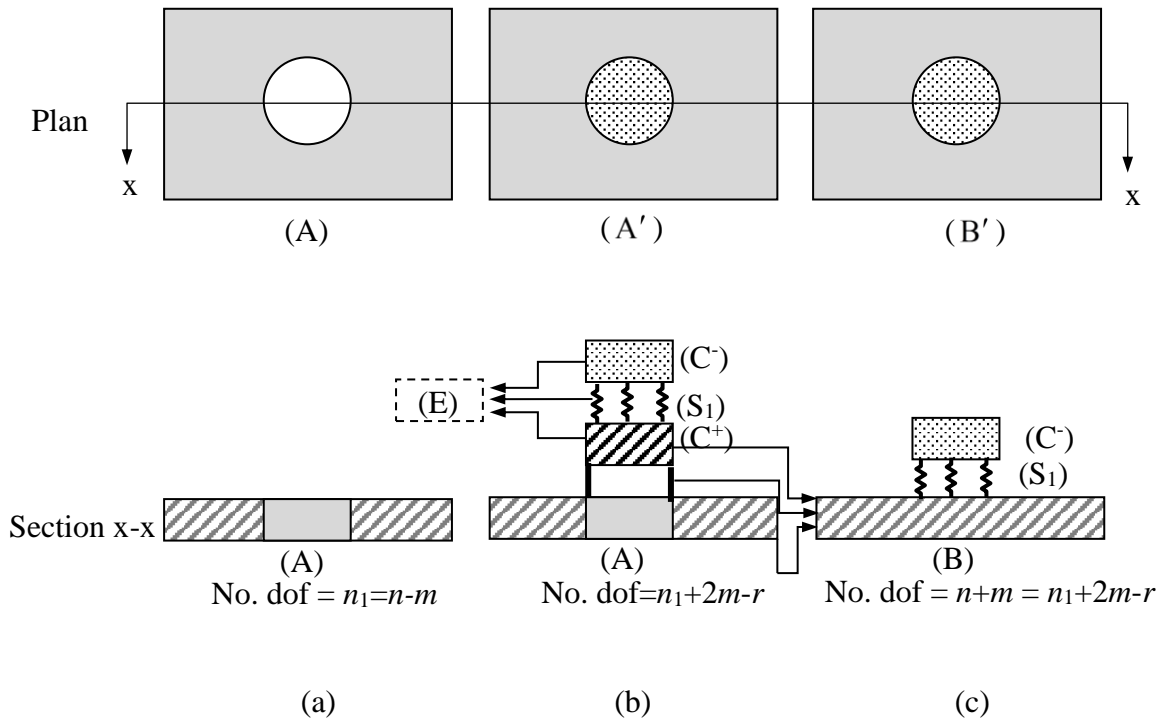 Plan
x
x
(A)
(A′)
(B′)
(C-)
(E)
(S1)
(C+)
(C-)
(S1)
Section x-x
(A)
(A)
(B)
No. dof = n1=n-m
No. dof=n1+2m-r
No. dof = n+m = n1+2m-r
(a)
(b)
(c)